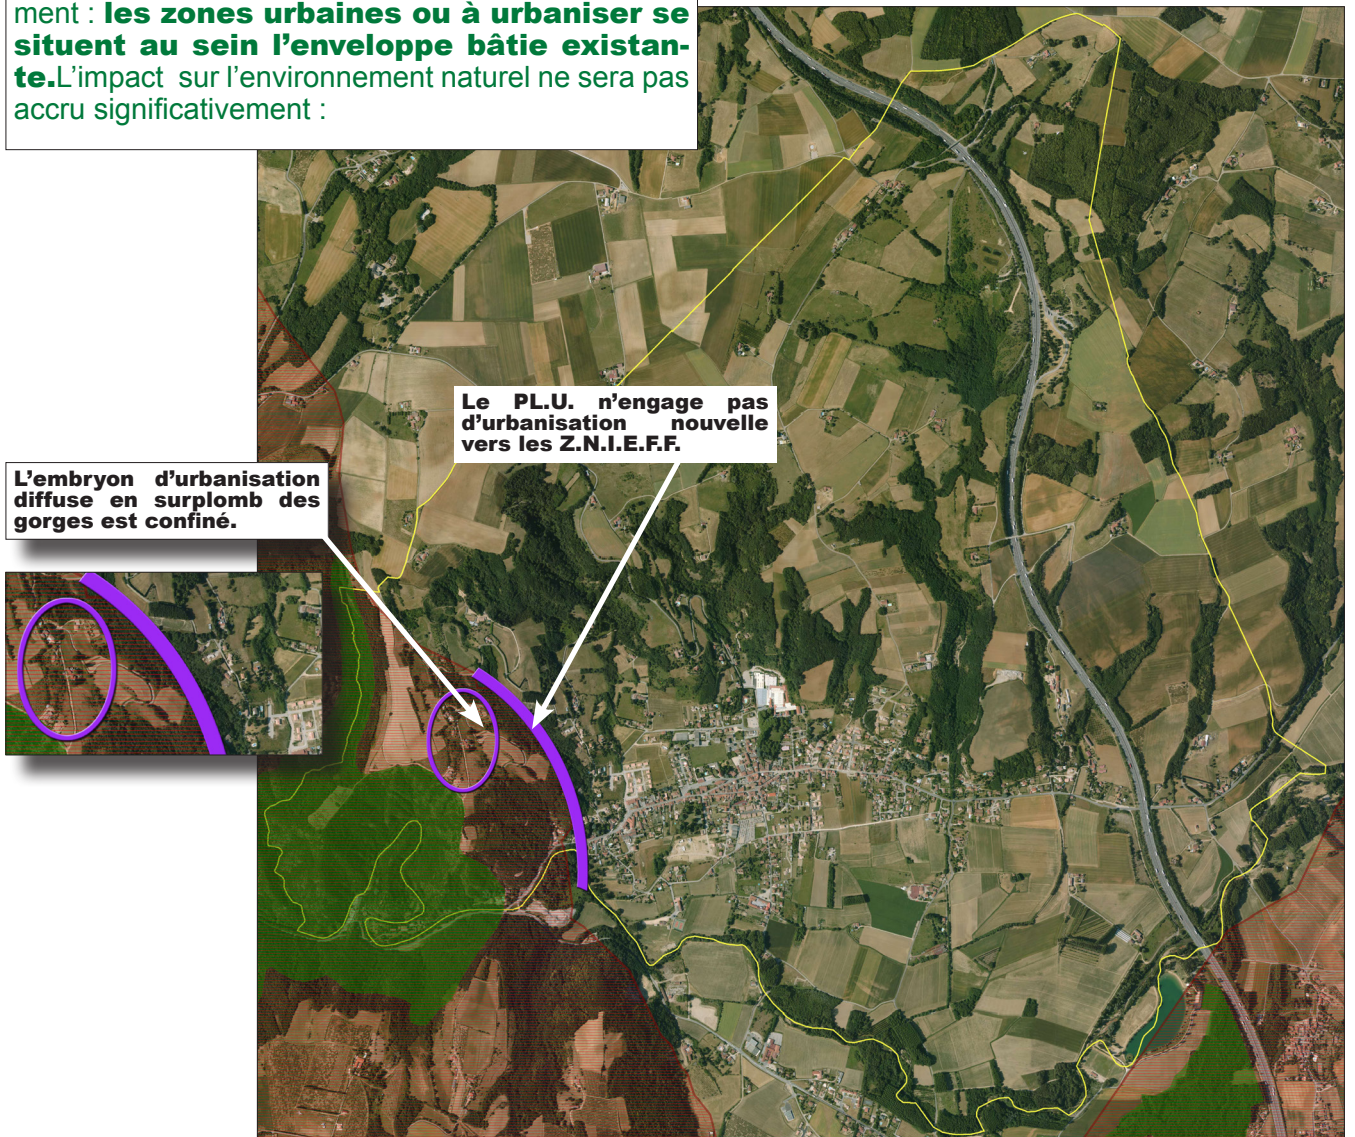 ment : les zones urbaines ou à urbaniser se
situent au sein l'enveloppe bâtie existan-
te.L'impact  sur l'environnement naturel ne sera pas
accru significativement :
Le PL.U. n'engage pas
d'urbanisation nouvelle
vers les Z.N.I.E.F.F.
L'embryon d'urbanisation
diffuse en surplomb des
gorges est confiné.